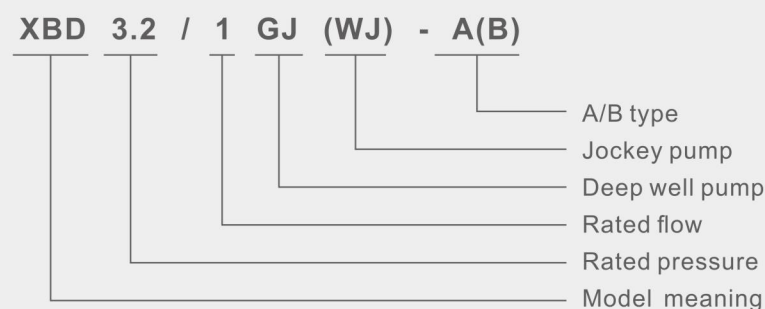 XBD 3.2 / 1 GJ (WJ) - A(B)
A/B type
Jockey pump
Deep well pump
Rated flow
Rated pressure
Model meaning